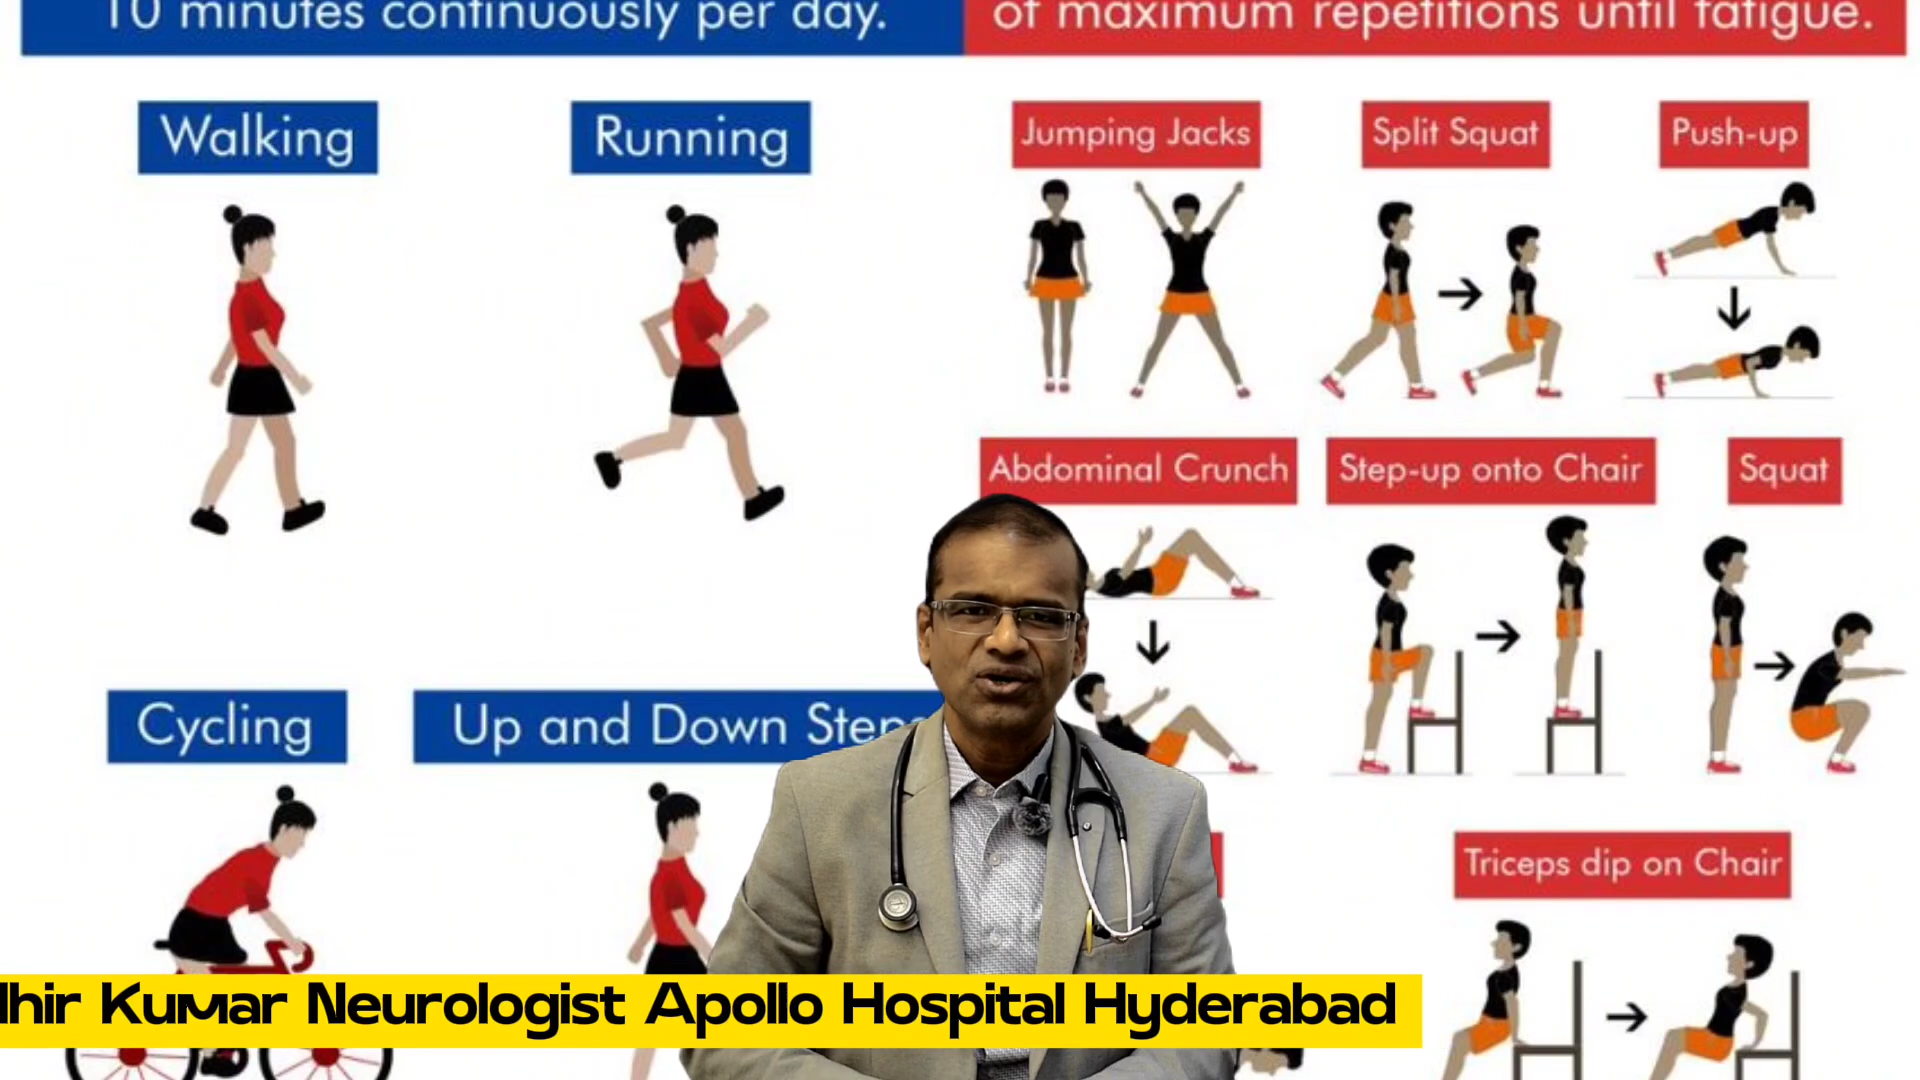 10 minutes continuously per day.
of maximum repetitions until fatigue.
Walking
Running
Jumping Jacks
Split Squat
Push-up
Abdominal Crunch
Step-up onto Chair
Squat
Cycling
Up and Down Steps
Triceps dip on Chair
dhir Kumar Neurologist Apollo Hospital Hyderabad